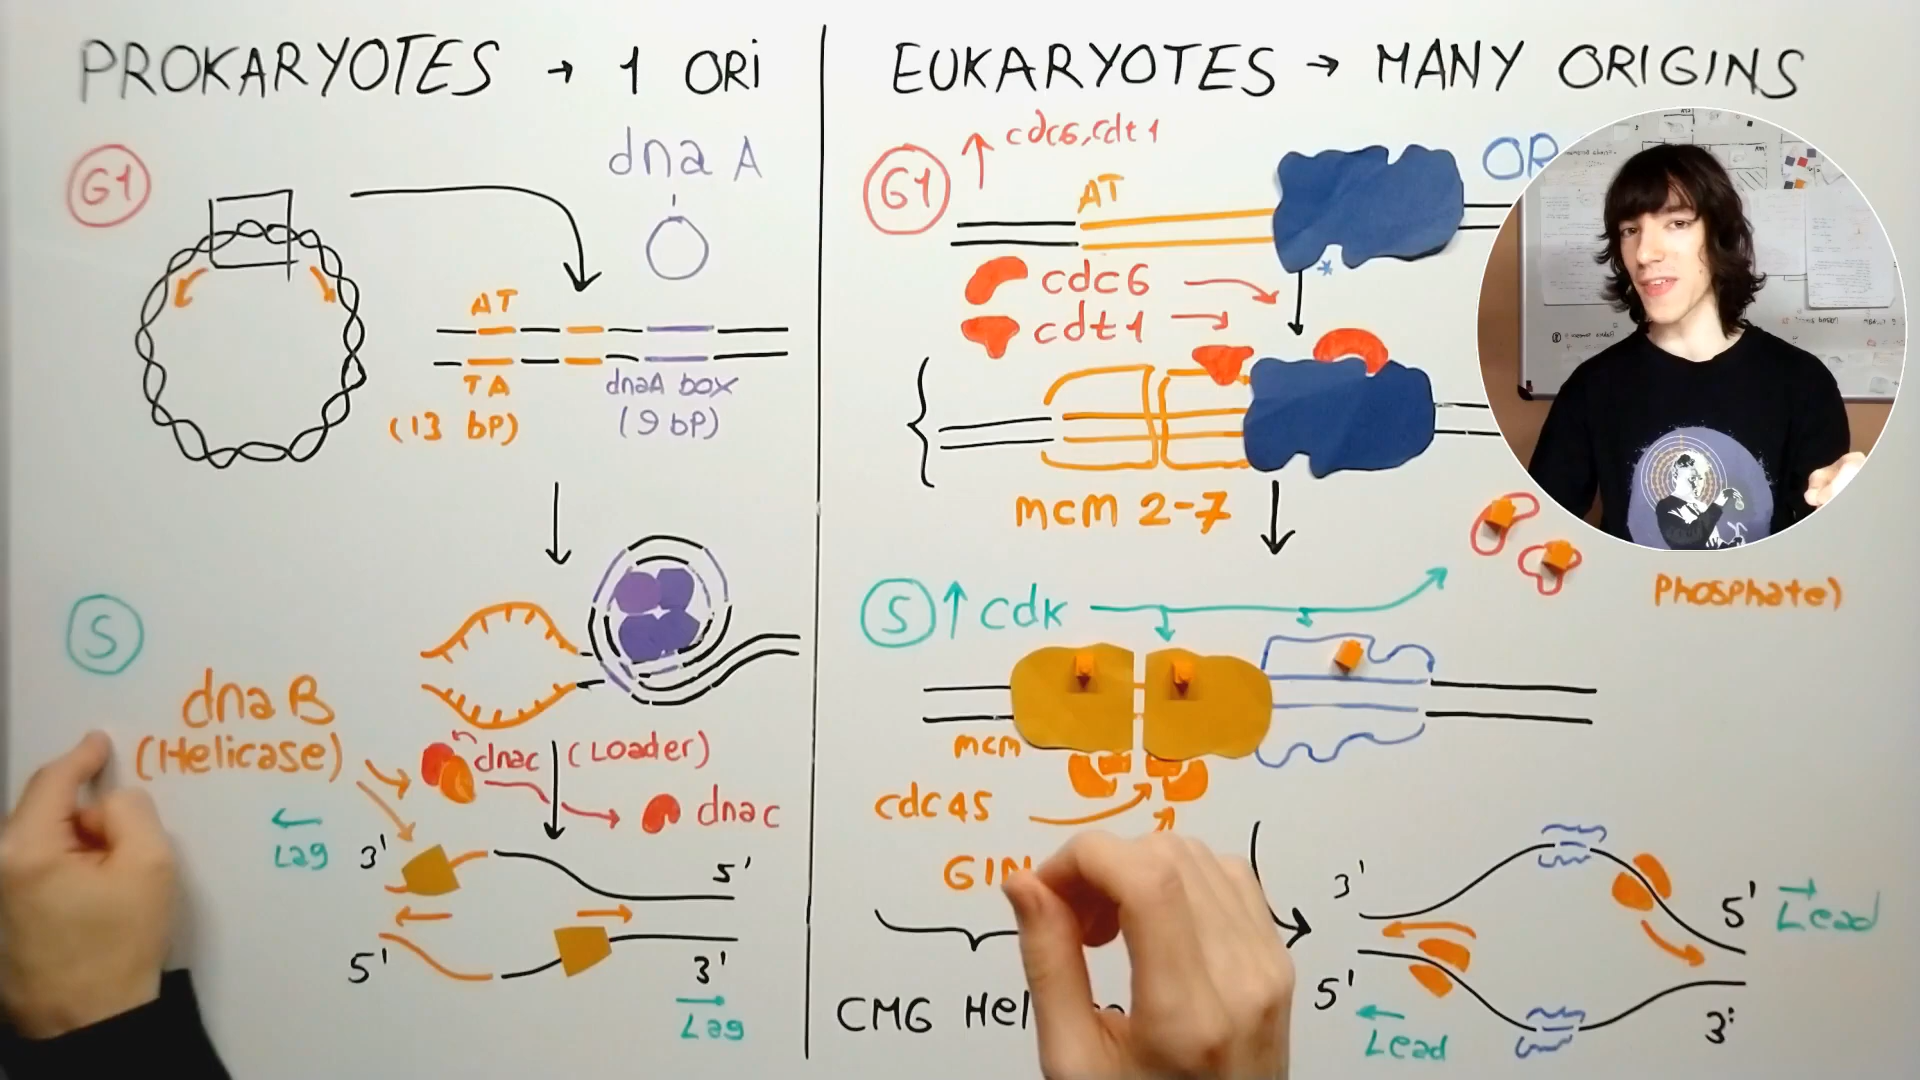 PROKARYOTES → 1 ORi
G1
dna A
AT
TA
(13 bP)
dnaA box
(9 bP)
S
dna B
(Helicase)
dnac (Loader)
dnac
Lag
3'
5'
5'
3'
Lag
EUKARYOTES → MANY ORIGINS
G1
↑ cdc6, cdt1
AT
OR
cdc6
cdt1
*
mcm 2-7
S ↑ cdk
Phosphate)
mcm
cdc45
GIN
CMG Hel
3'
5' Lead
5'
3'
Lead